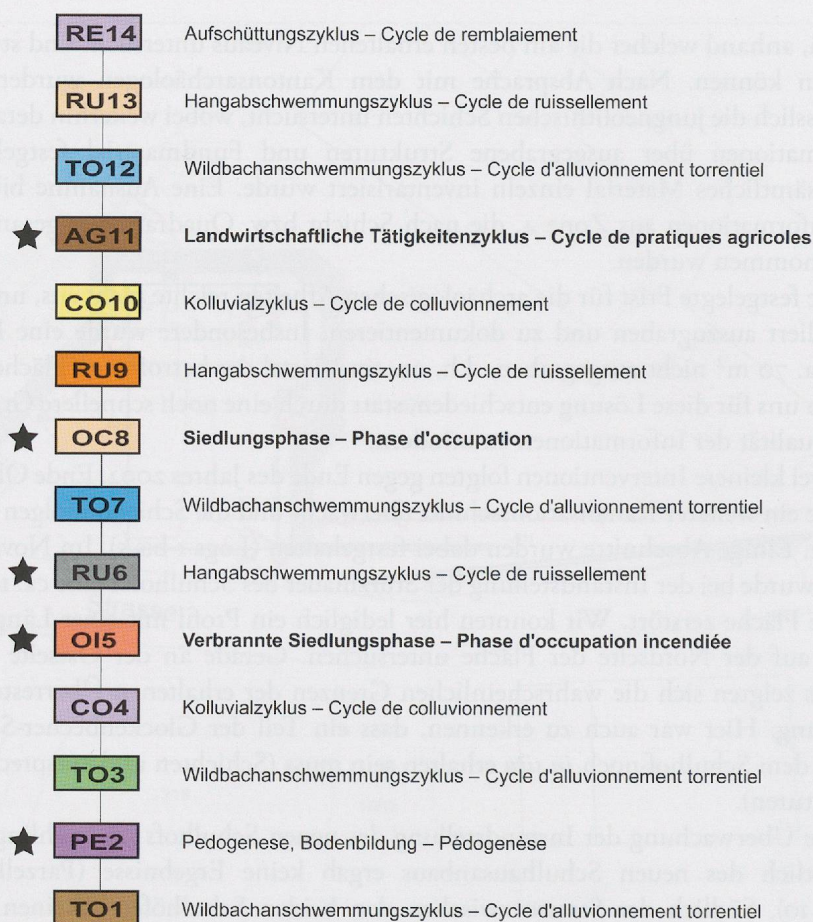 RE14 Aufschüttungszyklus – Cycle de remblaiement
RU13 Hangabschwemmungszyklus – Cycle de ruissellement
TO12 Wildbachanschwemmungszyklus – Cycle d'alluvionnement torrentiel
AG11 Landwirtschaftliche Tätigkeitenzyklus – Cycle de pratiques agricoles
CO10 Kolluvialzyklus – Cycle de colluvionnement
RU9 Hangabschwemmungszyklus – Cycle de ruissellement
OC8 Siedlungsphase – Phase d'occupation
TO7 Wildbachanschwemmungszyklus – Cycle d'alluvionnement torrentiel
RU6 Hangabschwemmungszyklus – Cycle de ruissellement
OI5 Verbrannte Siedlungsphase – Phase d'occupation incendiée
CO4 Kolluvialzyklus – Cycle de colluvionnement
TO3 Wildbachanschwemmungszyklus – Cycle d'alluvionnement torrentiel
PE2 Pedogenese, Bodenbildung – Pédogenèse
TO1 Wildbachanschwemmungszyklus – Cycle d'alluvionnement torrentiel